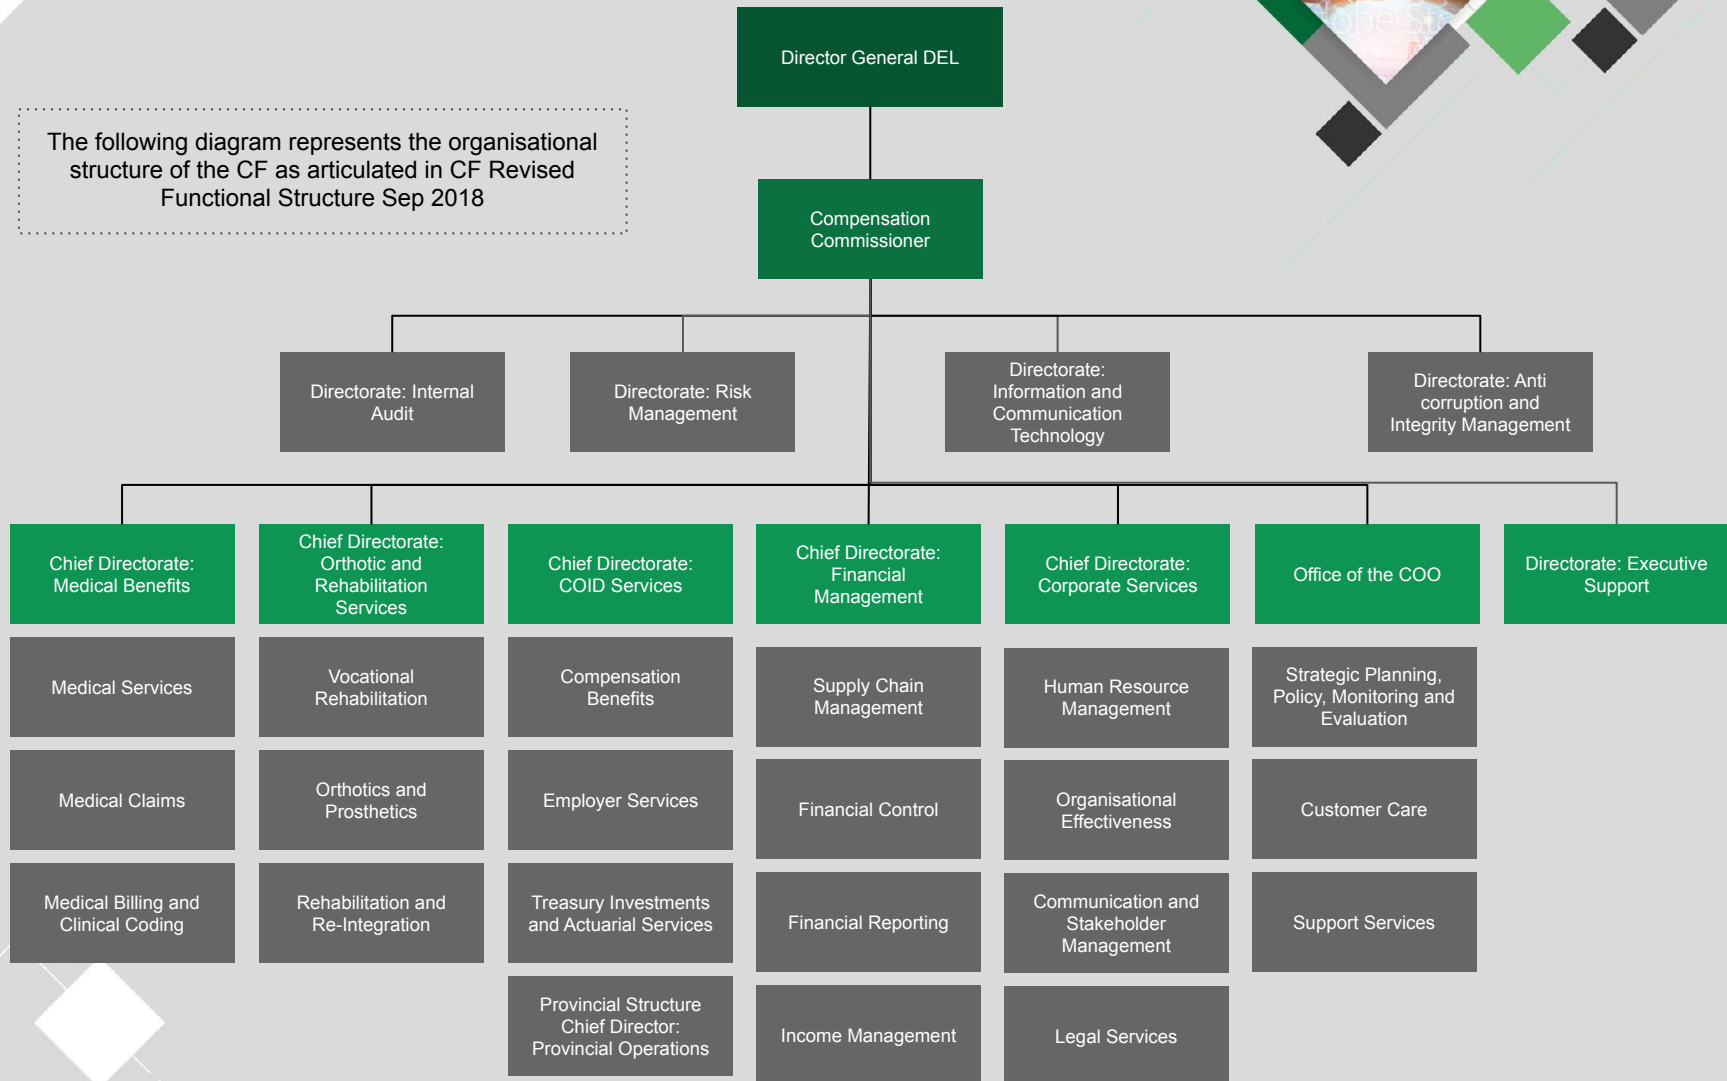 Director General DEL
The following diagram represents the organisational
structure of the CF as articulated in CF Revised
Functional Structure Sep 2018
Compensation
Commissioner
Directorate: Internal
Audit
Directorate: Risk
Management
Directorate:
Information and
Communication
Technology
Directorate: Anti
corruption and
Integrity Management
Chief Directorate:
Medical Benefits
Chief Directorate:
Orthotic and
Rehabilitation
Services
Chief Directorate:
COID Services
Chief Directorate:
Financial
Management
Chief Directorate:
Corporate Services
Office of the COO
Directorate: Executive
Support
Medical Services
Vocational
Rehabilitation
Compensation
Benefits
Supply Chain
Management
Human Resource
Management
Strategic Planning,
Policy, Monitoring and
Evaluation
Medical Claims
Orthotics and
Prosthetics
Employer Services
Financial Control
Organisational
Effectiveness
Customer Care
Medical Billing and
Clinical Coding
Rehabilitation and
Re-Integration
Treasury Investments
and Actuarial Services
Financial Reporting
Communication and
Stakeholder
Management
Support Services
Provincial Structure
Chief Director:
Provincial Operations
Income Management
Legal Services